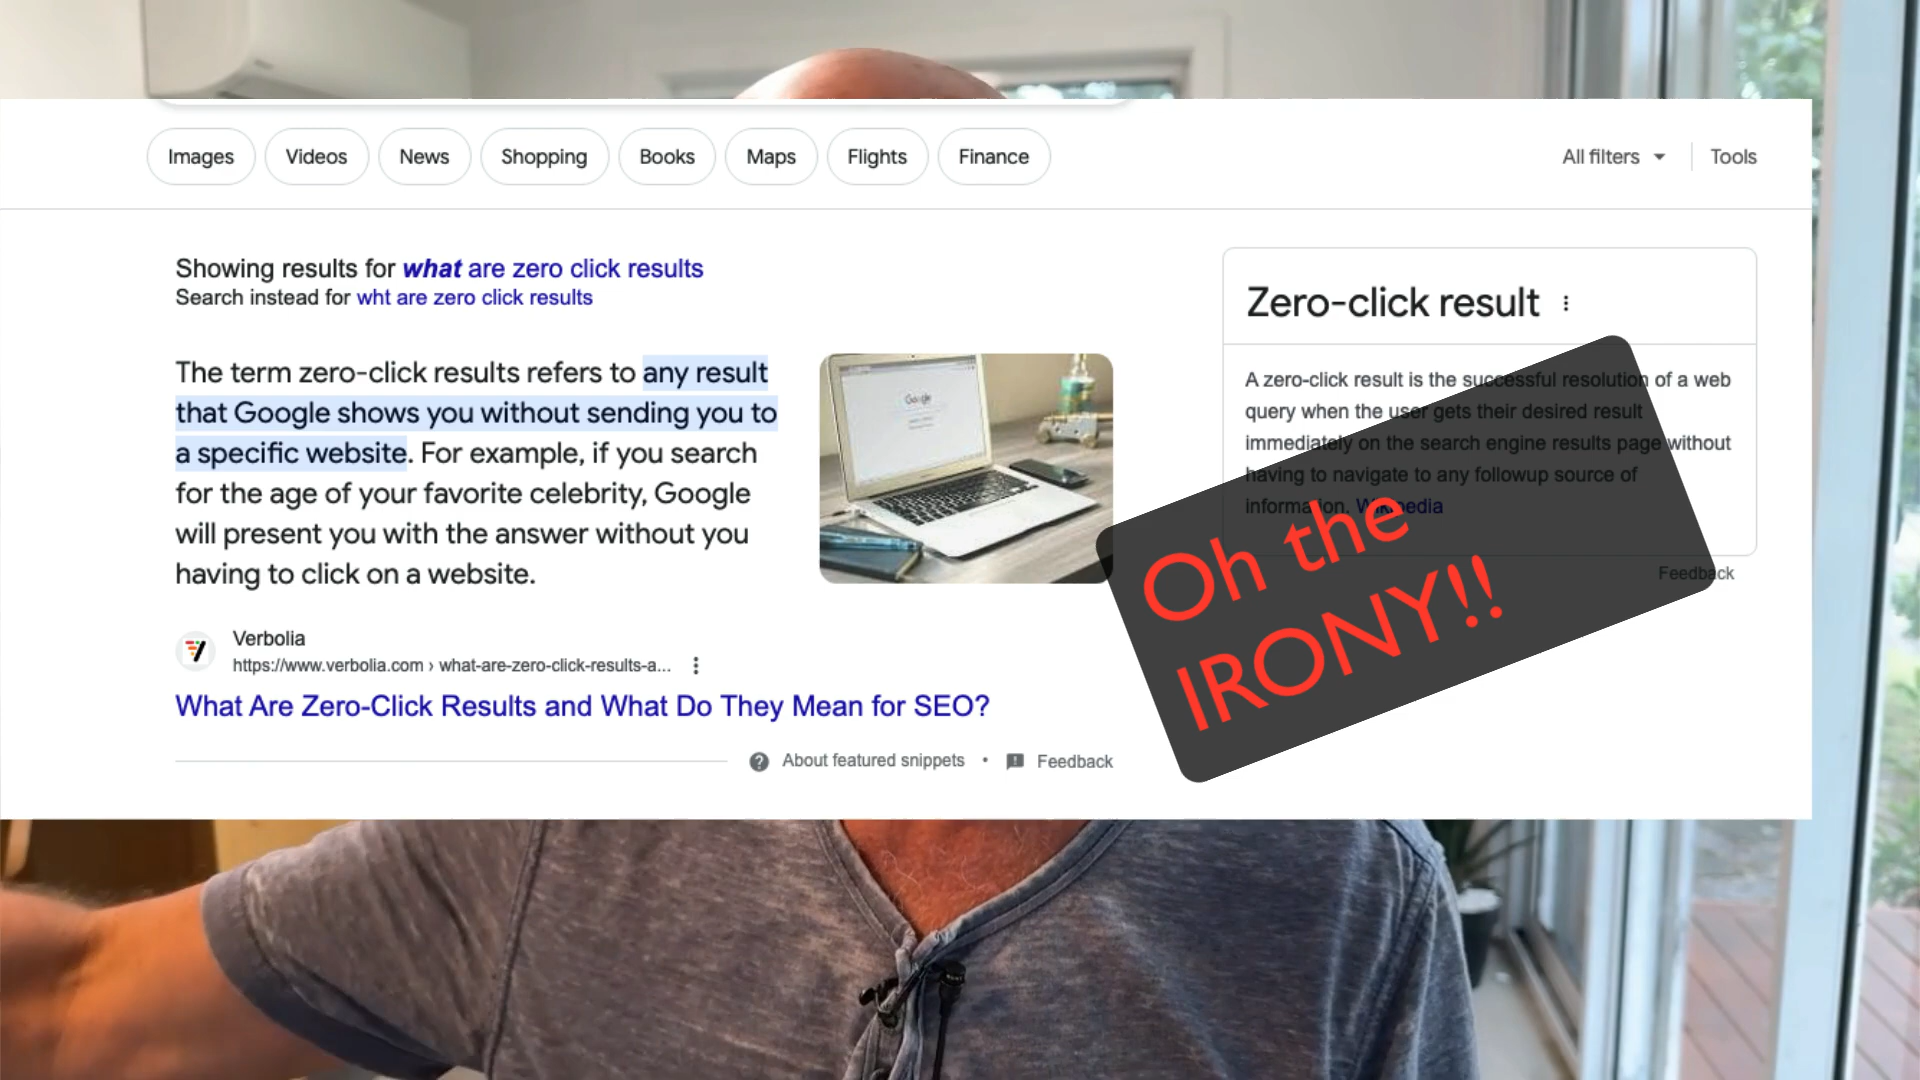 Images Videos News Shopping Books Maps Flights Finance All filters Tools
Showing results for what are zero click results
Search instead for wht are zero click results
The term zero-click results refers to any result
that Google shows you without sending you to
a specific website. For example, if you search
for the age of your favorite celebrity, Google
will present you with the answer without you
having to click on a website.
Google
Verbolia
https://www.verbolia.com › what-are-zero-click-results-a...
What Are Zero-Click Results and What Do They Mean for SEO?
About featured snippets • Feedback
Zero-click result
A zero-click result is the successful resolution of a web
query when the user gets their desired result
immediately on the search engine results page without
having to navigate to any followup source of
information. Wikipedia
Feedback
Oh the
IRONY!!